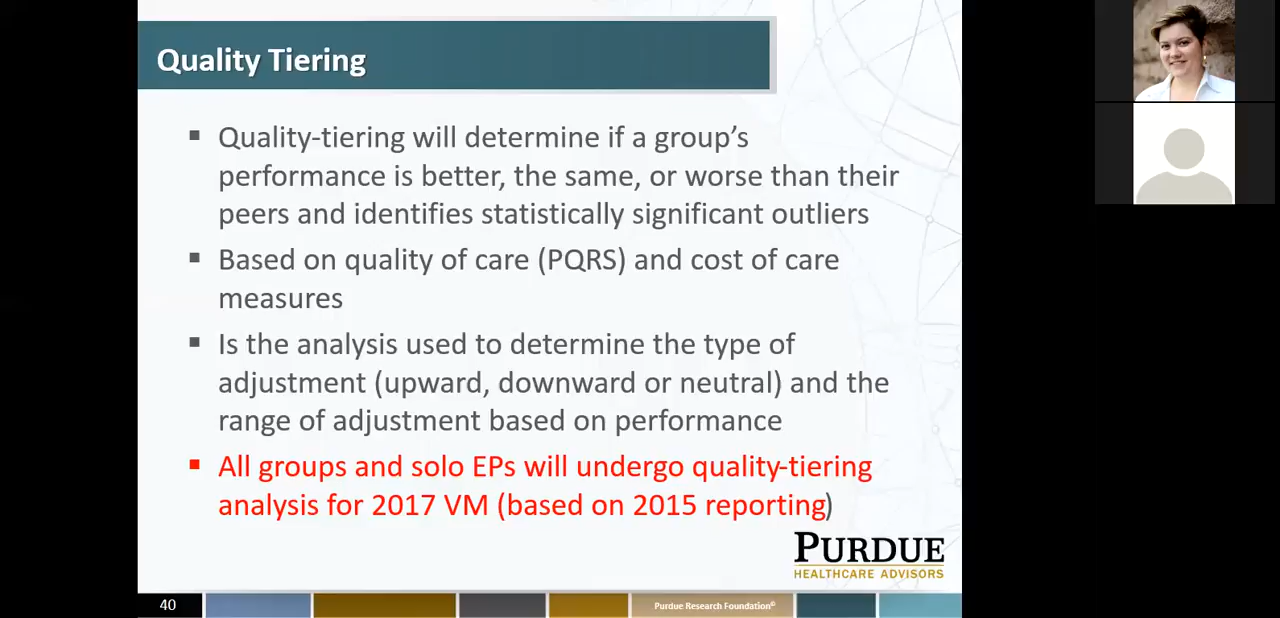 Quality Tiering
▪ Quality-tiering will determine if a group's
performance is better, the same, or worse than their
peers and identifies statistically significant outliers
▪ Based on quality of care (PQRS) and cost of care
measures
▪ Is the analysis used to determine the type of
adjustment (upward, downward or neutral) and the
range of adjustment based on performance
▪ All groups and solo EPs will undergo quality-tiering
analysis for 2017 VM (based on 2015 reporting)
PURDUE
HEALTHCARE ADVISORS
40
Purdue Research Foundation©